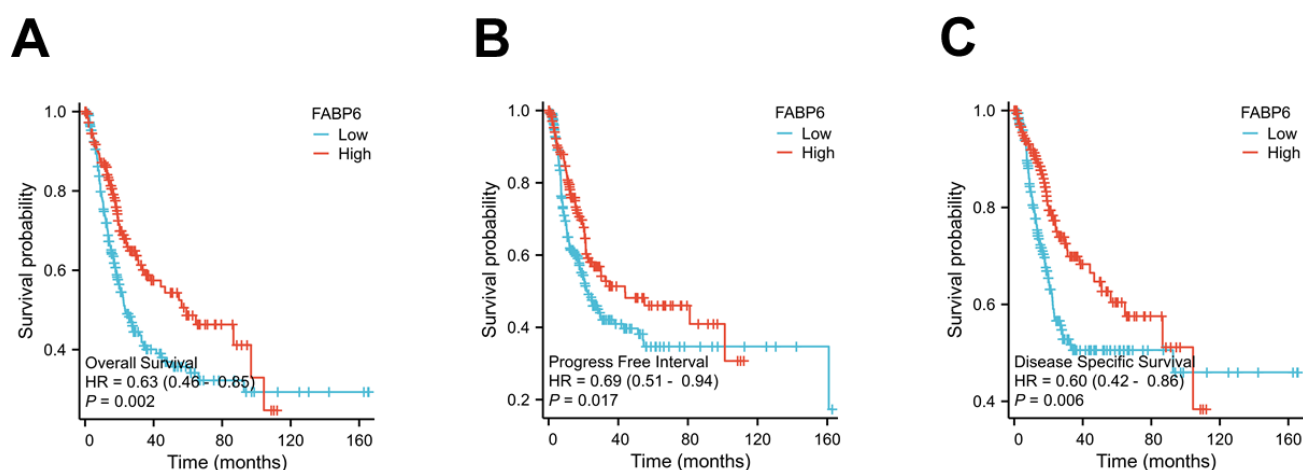 A
FABP6
Low
High
1.0
0.8
0.6
0.4
Survival probability
Overall Survival
HR = 0.63 (0.46 - 0.85)
P = 0.002
0 40 80 120 160
Time (months)
B
FABP6
Low
High
1.0
0.8
0.6
0.4
0.2
Survival probability
Progress Free Interval
HR = 0.69 (0.51 - 0.94)
P = 0.017
0 40 80 120 160
Time (months)
C
FABP6
Low
High
1.0
0.8
0.6
0.4
Survival probability
Disease Specific Survival
HR = 0.60 (0.42 - 0.86)
P = 0.006
0 40 80 120 160
Time (months)